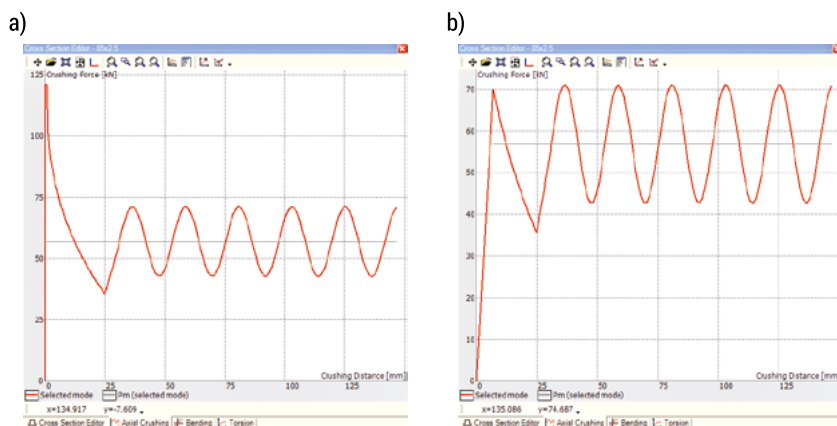 a)
Cross Section Editor - 85x2.5
Crushing Force [kN]
125
100
75
50
25
0
0 25 50 75 100 125
Crushing Distance [mm]
Selected mode Pm (selected mode)
x=134.917 y=-7.609
Cross Section Editor Axial Crushing Bending Torsion
b)
Cross Section Editor - 85x2.5
Crushing Force [kN]
70
60
50
40
30
20
10
0
0 25 50 75 100 125
Crushing Distance [mm]
Selected mode Pm (selected mode)
x=135.086 y=74.687
Cross Section Editor Axial Crushing Bending Torsion